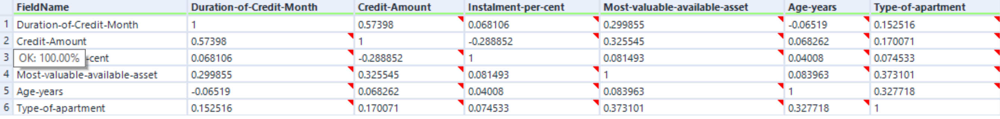 FieldName Duration-of-Credit-Month Credit-Amount Instalment-per-cent Most-valuable-available-asset Age-years Type-of-apartment
1 Duration-of-Credit-Month 1 0.57398 0.068106 0.299855 -0.06519 0.152516
2 Credit-Amount 0.57398 1 -0.288852 0.325545 0.068262 0.170071
3 OK: 100.00% -cent 0.068106 -0.288852 1 0.081493 0.04008 0.074533
4 Most-valuable-available-asset 0.299855 0.325545 0.081493 1 0.083963 0.373101
5 Age-years -0.06519 0.068262 0.04008 0.083963 1 0.327718
6 Type-of-apartment 0.152516 0.170071 0.074533 0.373101 0.327718 1